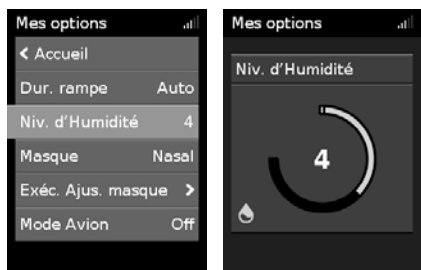 Mes options
Accueil
Dur. rampe Auto
Niv. d'Humidité 4
Masque Nasal
Exéc. Ajus. masque
Mode Avion Off
Mes options
Niv. d'Humidité
4